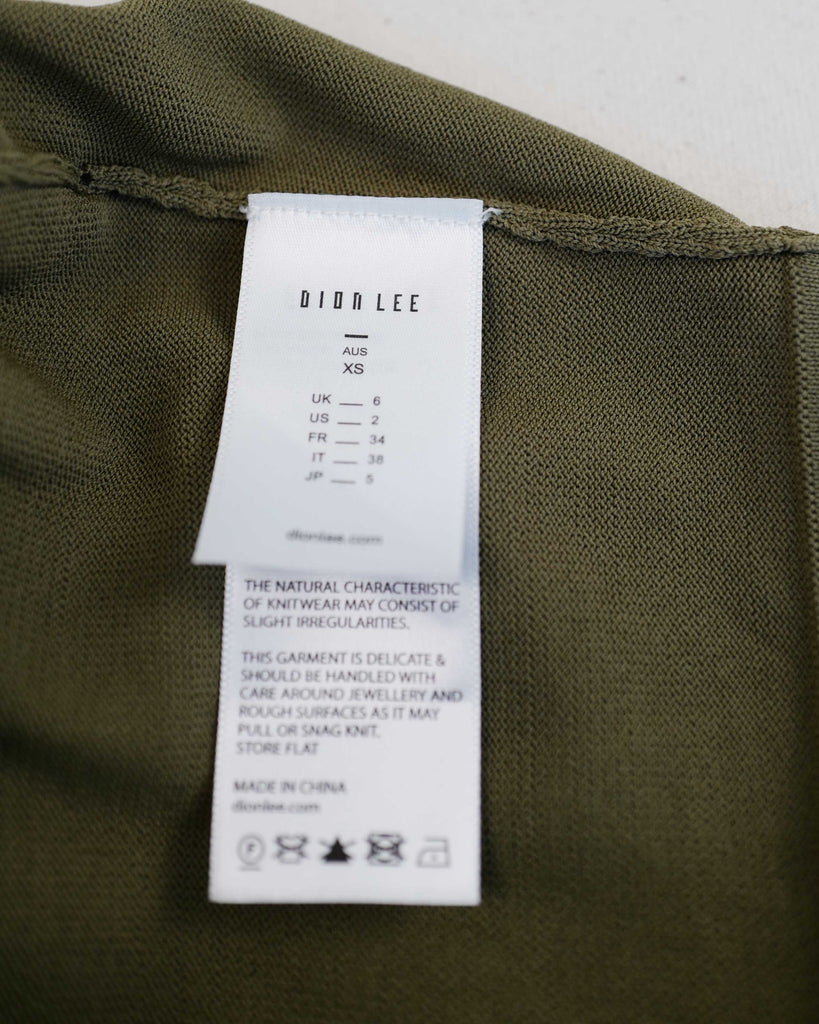 DION LEE
AUS
XS
UK — 6
US — 2
FR — 34
IT — 38
JP — 5
dionlee.com
THE NATURAL CHARACTERISTIC
OF KNITWEAR MAY CONSIST OF
SLIGHT IRREGULARITIES.
THIS GARMENT IS DELICATE &
SHOULD BE HANDLED WITH
CARE AROUND JEWELLERY AND
ROUGH SURFACES AS IT MAY
PULL OR SNAG KNIT.
STORE FLAT
MADE IN CHINA
dionlee.com
F